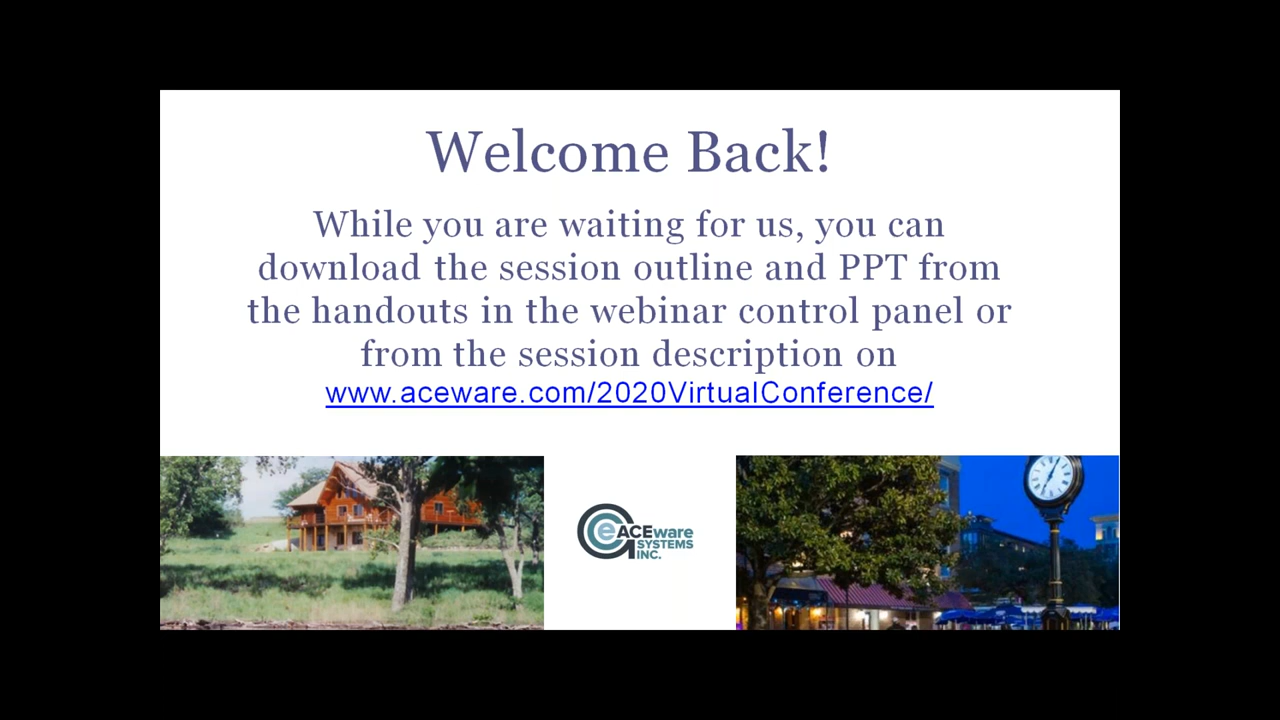 Welcome Back!
While you are waiting for us, you can
download the session outline and PPT from
the handouts in the webinar control panel or
from the session description on
www.aceware.com/2020VirtualConference/
ACEware
SYSTEMS
INC.